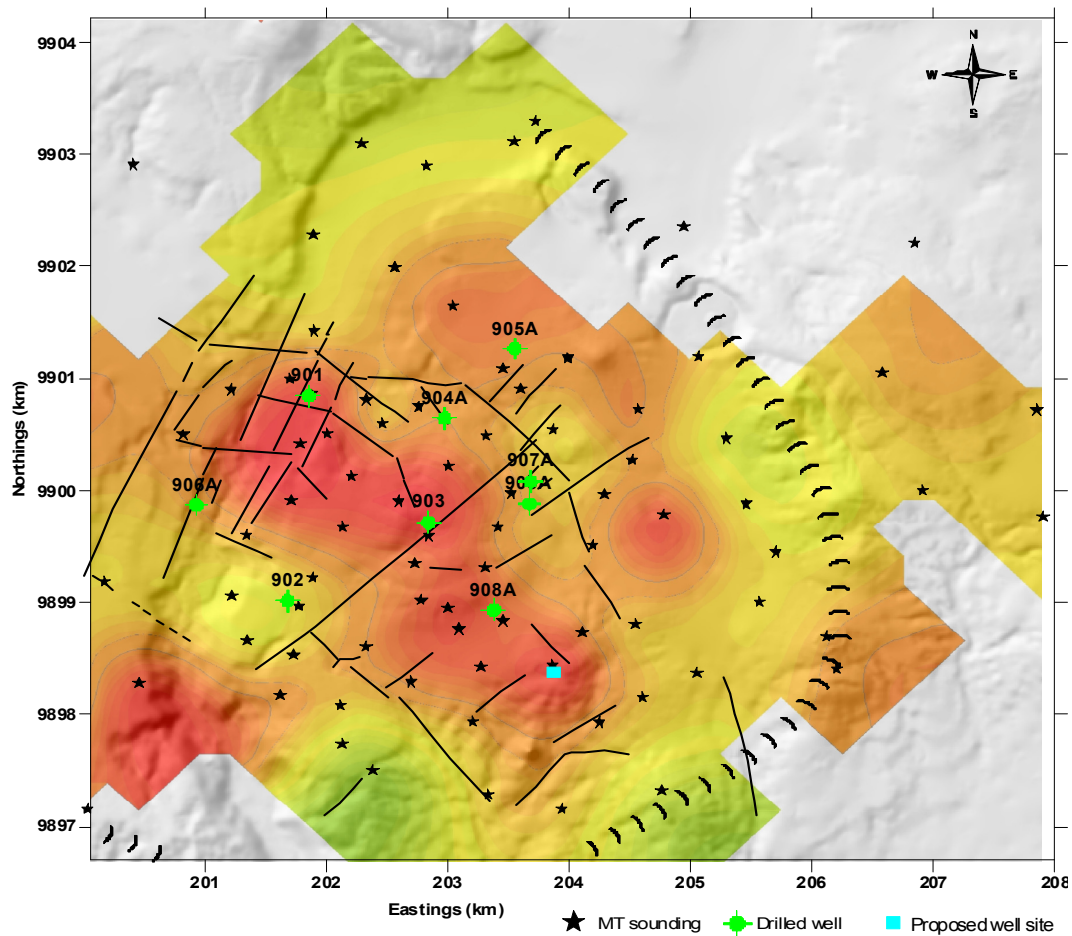 9904
N
W E
S
9903
9902
905A
9901
901
904A
907A
9900
906A
903
902
9899
908A
9898
9897
Northings (km)
201 202 203 204 205 206 207 208
Eastings (km)
MT sounding Drilled well Proposed well site